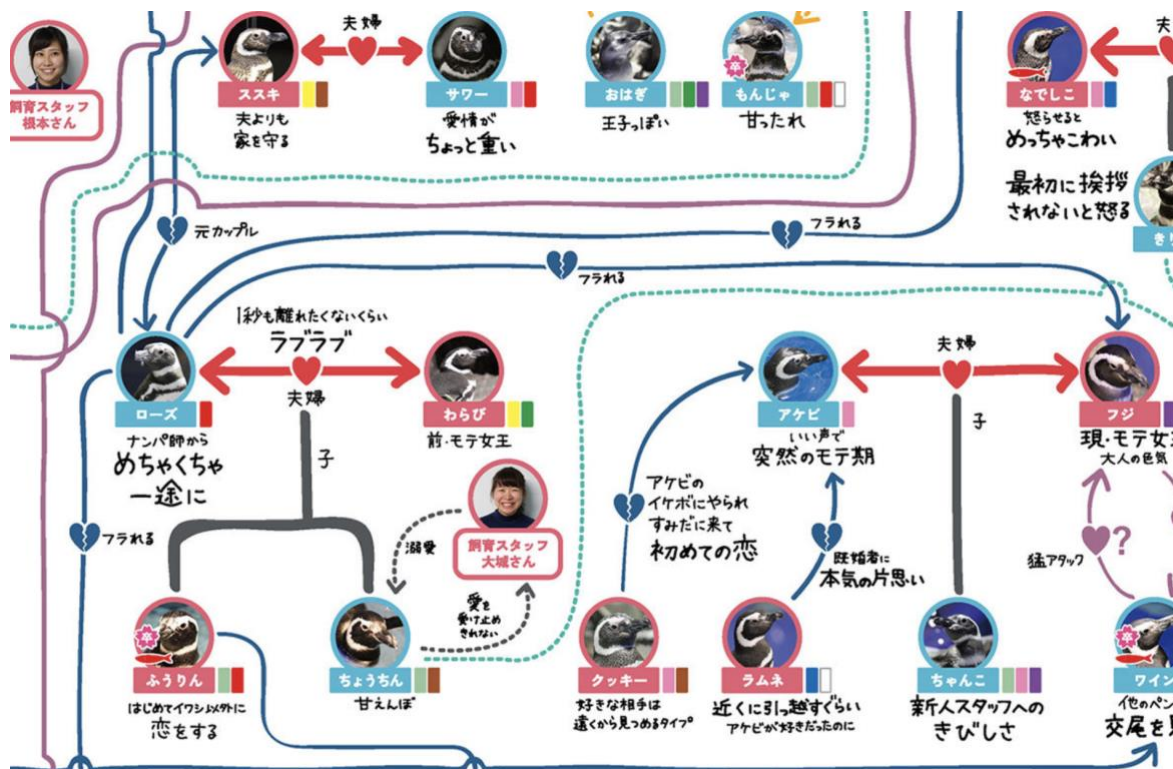 夫婦
夫
飼育スタッフ
根本さん
ススキ
夫よりも
家を守る
サワー
愛情が
ちょっと重い
おはぎ
王子っぽい
卒
もんじゃ
甘ったれ
なでしこ
怒らせると
めっちゃこわい
最初に挨拶
されないと怒る
元カップル
フラれる
フラれる
1秒も離れたくないくらい
ラブラブ
夫婦
ローズ
ナンパ師から
めちゃくちゃ
一途に
わらび
前・モテ女王
子
フラれる
溺愛
飼育スタッフ
大城さん
愛を
受け止め
きれない
卒
ふうりん
はじめてイワシ以外に
恋をする
ちょうちん
甘えんぼ
夫婦
アケビ
いい声で
突然のモテ期
子
フジ
現・モテ女
大人の色気
アケビの
イケボにやられ
すみだに来て
初めての恋
既婚者に
本気の片思い
猛アタック
?
クッキー
好きな相手は
遠くから見つめるタイプ
ラムネ
近くに引っ越すぐらい
アケビが好きだったのに
ちゃんこ
新人スタッフへの
きびしさ
卒
ワイン
他のペン
交尾を